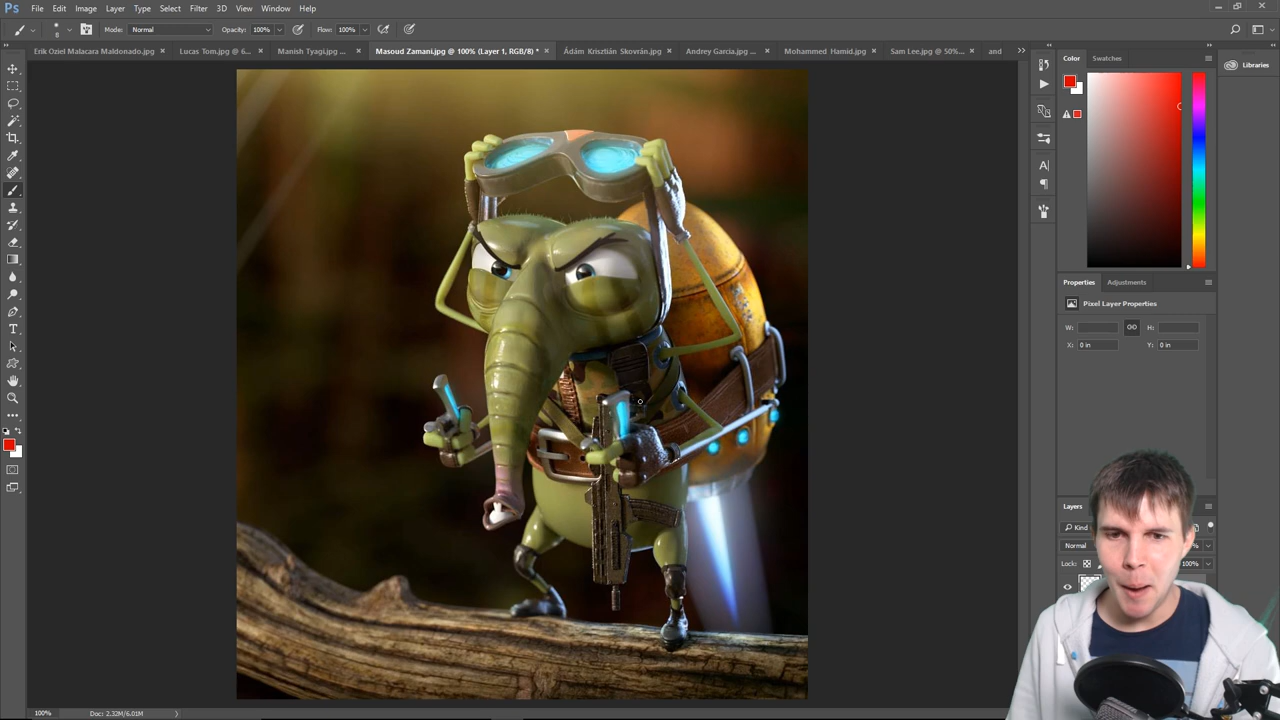 Ps File Edit Image Layer Type Select Filter 3D View Window Help
Mode: Normal Opacity: 100% Flow: 100%
Erik Oziel Malacara Maldonado.jpg Lucas Tom.jpg @ 6... Manish Tyagi.jpg ... Masoud Zamani.jpg @ 100% (Layer 1, RGB/8) * Ádám Krisztián Skován.jpg Andrey Garcia.jpg ... Mohammed Hamid.jpg Sam Lee.jpg @ 50%... and
Color Swatches
Libraries
Properties Adjustments
Pixel Layer Properties
W: H:
X: 0 in Y: 0 in
Layers
Kind
Normal %
Lock: 100%
100% Doc: 2.32M/6.01M